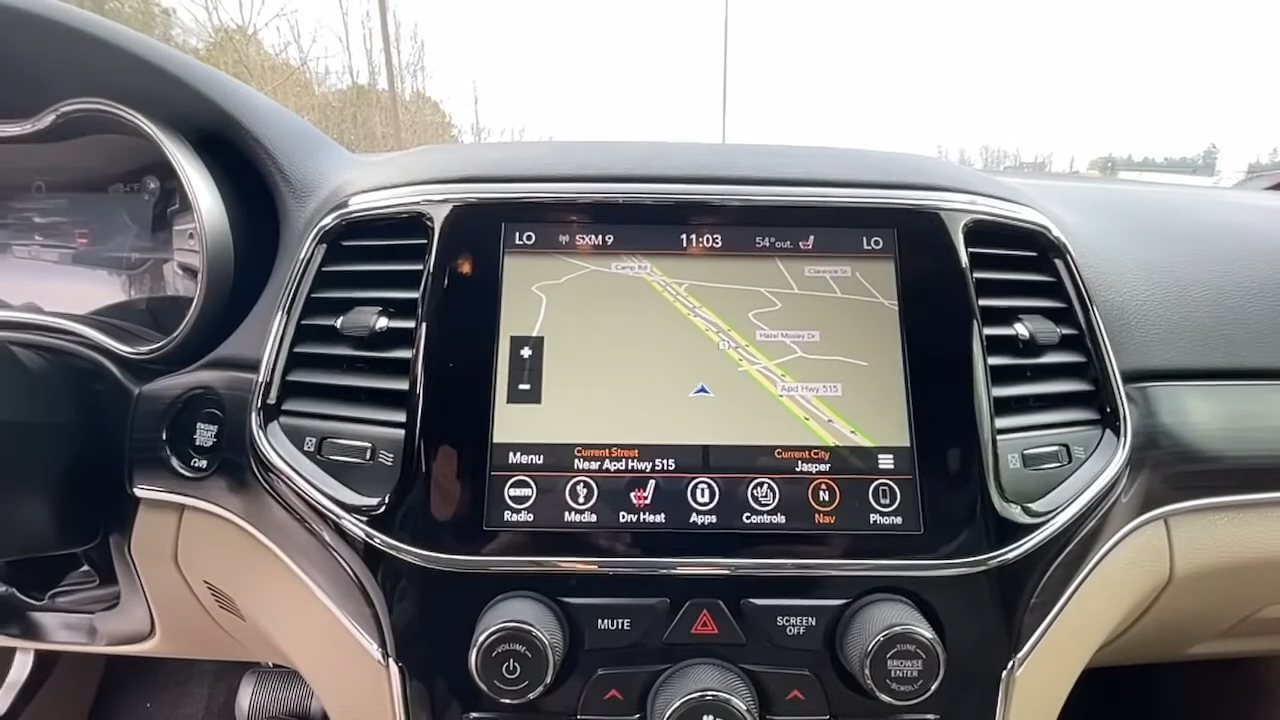 LO SXM 9 11:03 54°out. LO
Camp Rd
Clarence St
Hazel Mosley Dr
5
Apd Hwy 515
+
-
Menu
Current Street
Near Apd Hwy 515
Current City
Jasper
sxm
Radio
Media
Drv Heat
Apps
Controls
N
Nav
Phone
ENGINE
START
STOP
MUTE
SCREEN
OFF
VOLUME
TUNE
BROWSE
ENTER
SCROLL